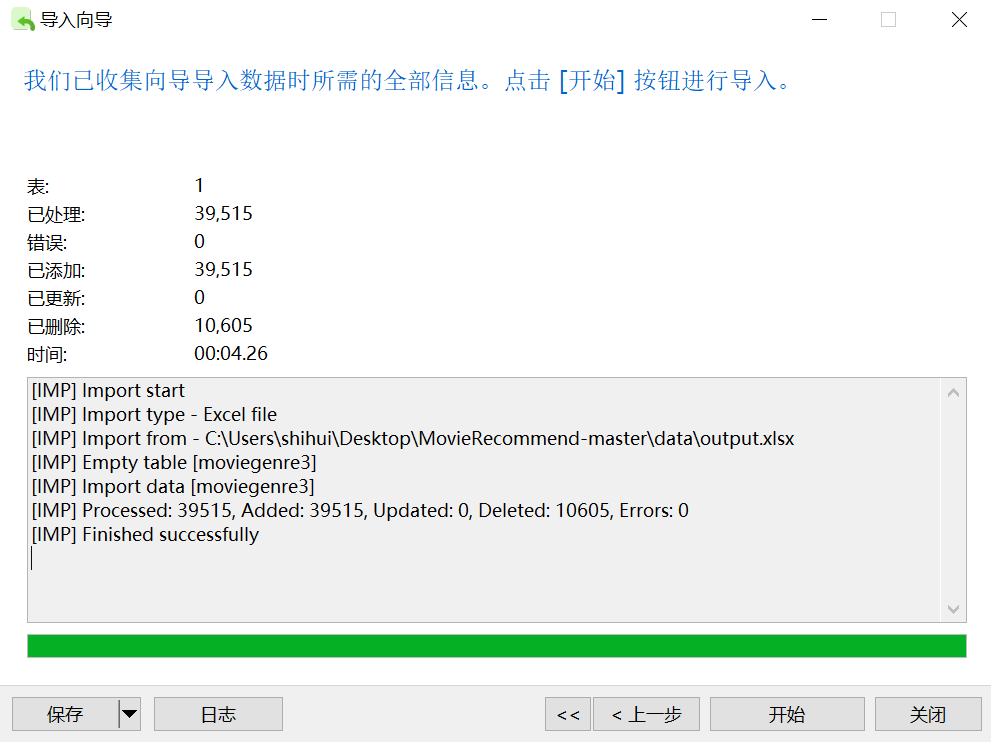 导入向导
我们已收集向导导入数据时所需的全部信息。点击 [开始] 按钮进行导入。
表: 1
已处理: 39,515
错误: 0
已添加: 39,515
已更新: 0
已删除: 10,605
时间: 00:04.26
[IMP] Import start
[IMP] Import type - Excel file
[IMP] Import from - C:\Users\shihui\Desktop\MovieRecommend-master\data\output.xlsx
[IMP] Empty table [moviegenre3]
[IMP] Import data [moviegenre3]
[IMP] Processed: 39515, Added: 39515, Updated: 0, Deleted: 10605, Errors: 0
[IMP] Finished successfully
保存 日志 << < 上一步 开始 关闭